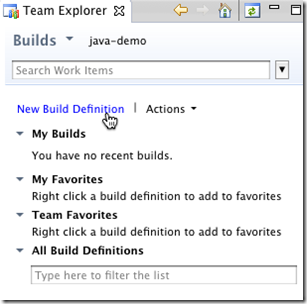 Team Explorer
Builds java-demo
Search Work Items
New Build Definition | Actions
My Builds
You have no recent builds.
My Favorites
Right click a build definition to add to favorites
Team Favorites
Right click a build definition to add to favorites
All Build Definitions
Type here to filter the list